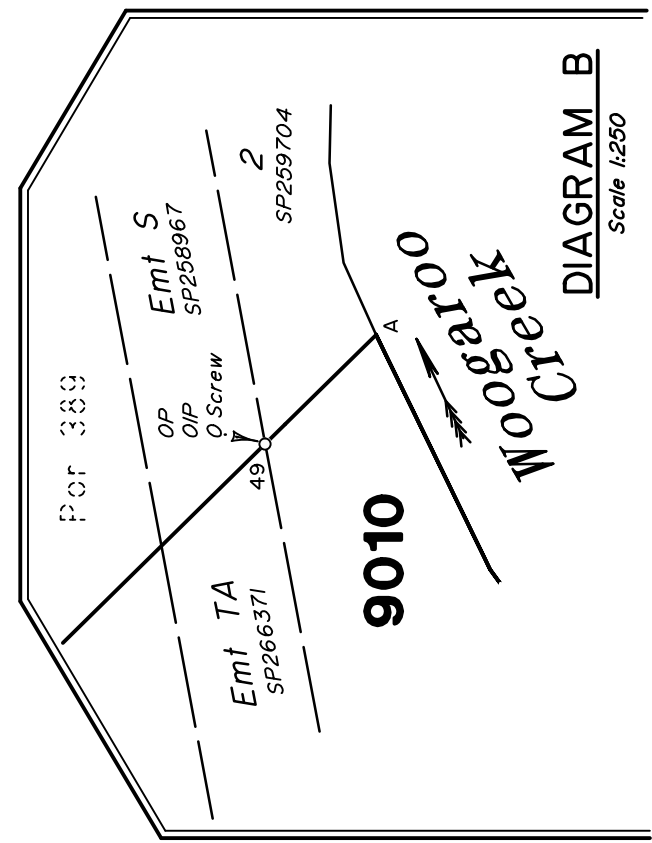 Por 389
Emt S
SP258967
2
SP259704
OP
OIP
O Screw
49
A
Emt TA
SP266371
9010
Woogaroo
Creek
DIAGRAM B
Scale 1:250